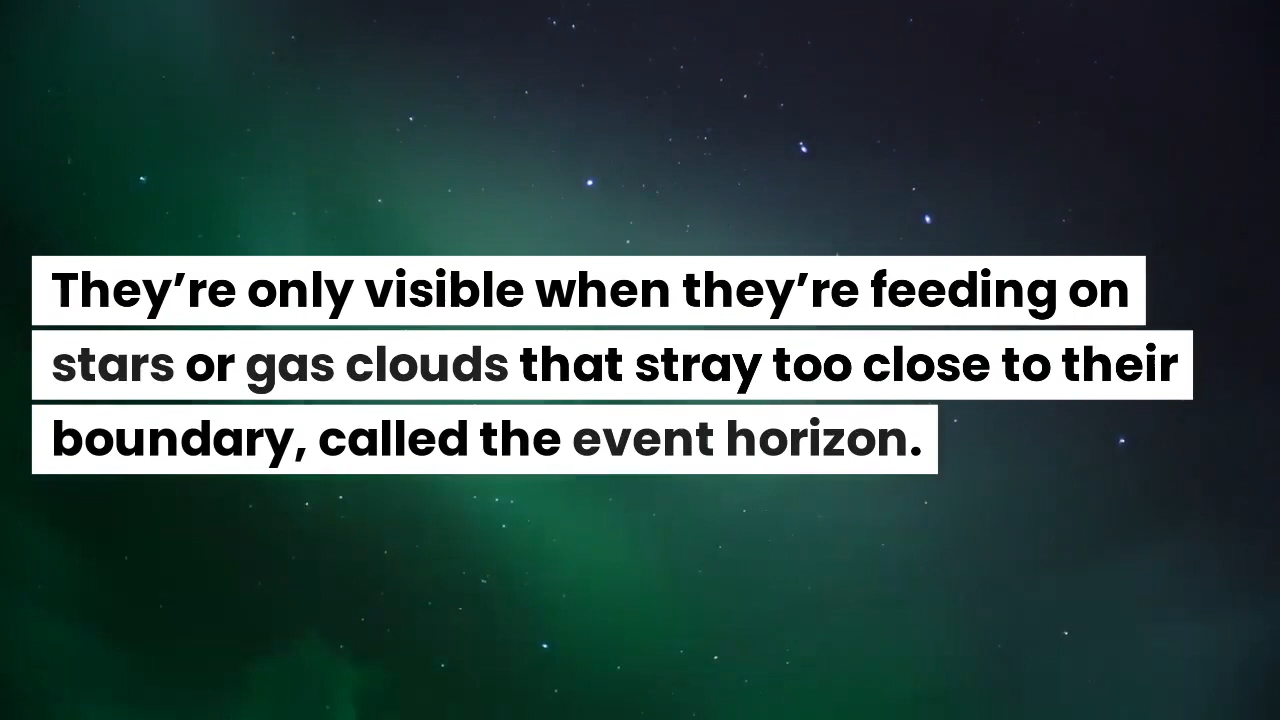 They’re only visible when they’re feeding on
stars or gas clouds that stray too close to their
boundary, called the event horizon.